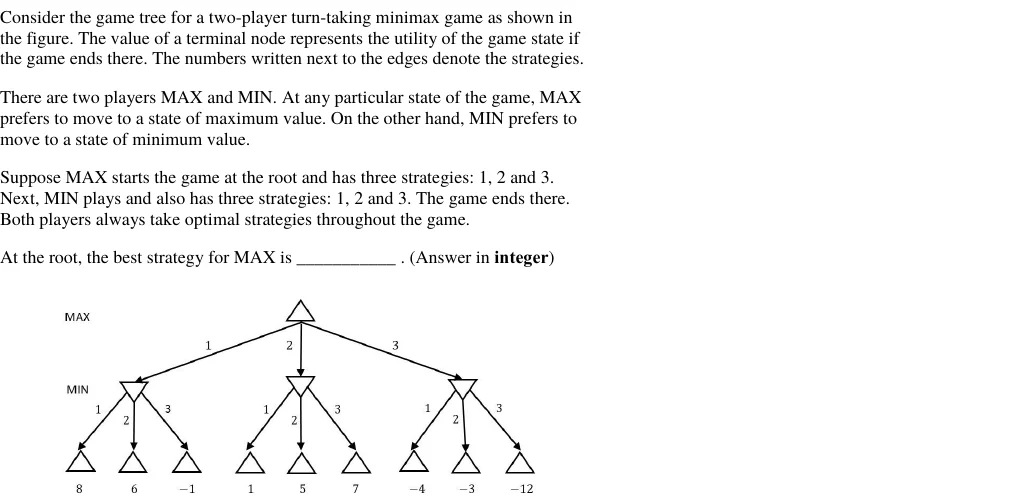 Consider the game tree for a two-player turn-taking minimax game as shown in
the figure. The value of a terminal node represents the utility of the game state if
the game ends there. The numbers written next to the edges denote the strategies.
There are two players MAX and MIN. At any particular state of the game, MAX
prefers to move to a state of maximum value. On the other hand, MIN prefers to
move to a state of minimum value.
Suppose MAX starts the game at the root and has three strategies: 1, 2 and 3.
Next, MIN plays and also has three strategies: 1, 2 and 3. The game ends there.
Both players always take optimal strategies throughout the game.
At the root, the best strategy for MAX is ___________ . (Answer in integer)
MAX
1 2 3
MIN
1 2 3 1 2 3 1 2 3
8 6 −1 1 5 7 −4 −3 −12